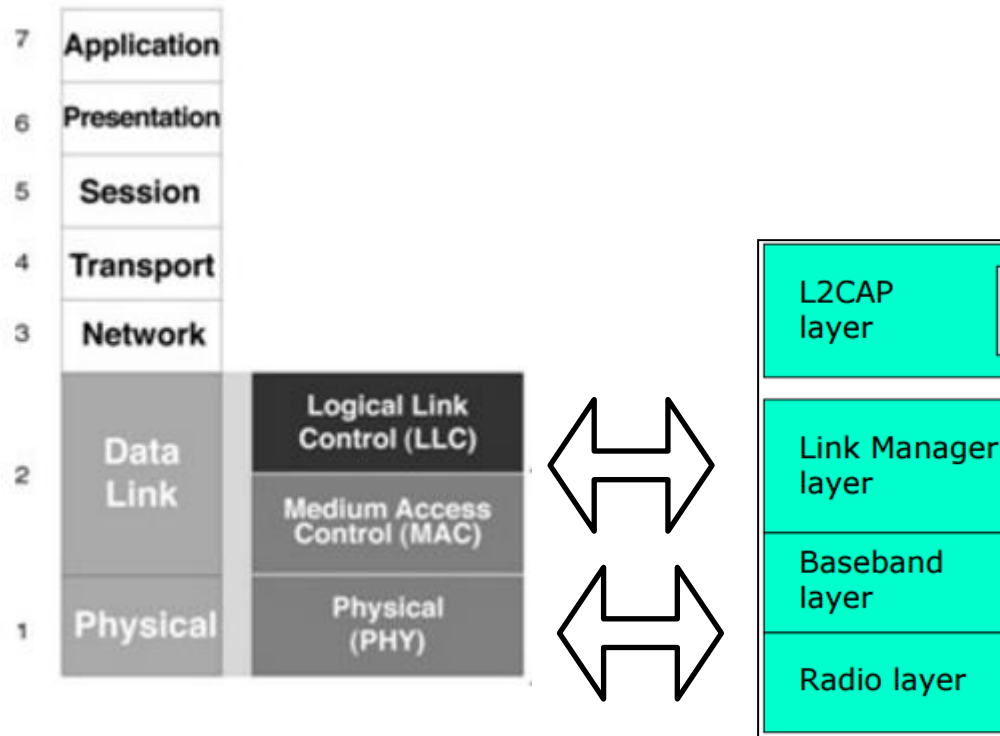 7
Application
6
Presentation
5
Session
4
Transport
3
Network
2
Data
Link
1
Physical
Logical Link
Control (LLC)
Medium Access
Control (MAC)
Physical
(PHY)
L2CAP
layer
Link Manager
layer
Baseband
layer
Radio layer